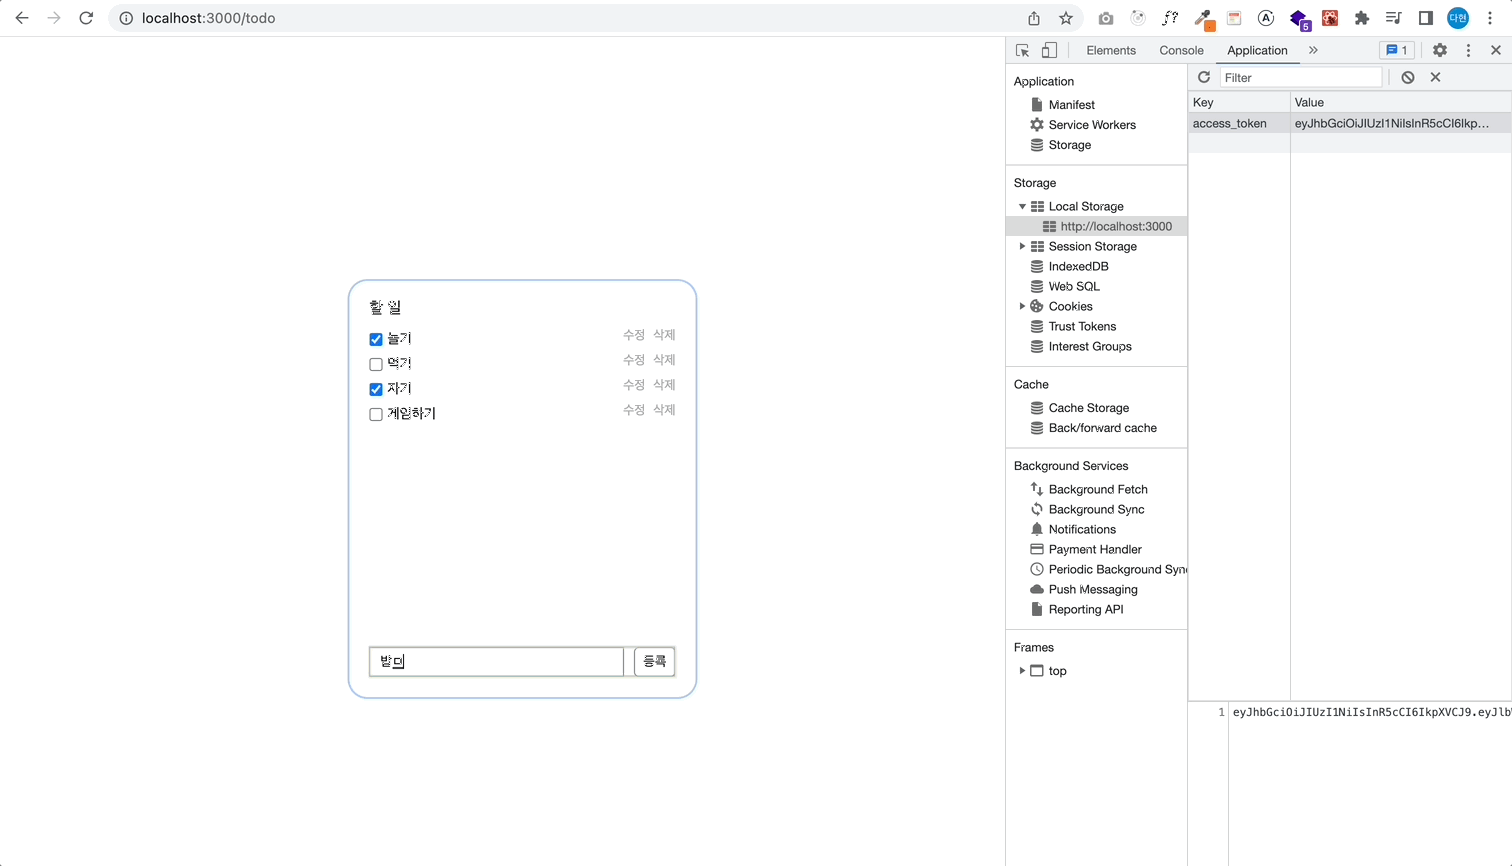 localhost:3000/todo
f?
A
5
다현
Elements
Console
Application
1
Application
Manifest
Service Workers
Storage
Storage
Local Storage
http://localhost:3000
Session Storage
IndexedDB
Web SQL
Cookies
Trust Tokens
Interest Groups
Cache
Cache Storage
Back/forward cache
Background Services
Background Fetch
Background Sync
Notifications
Payment Handler
Periodic Background Syn
Push Messaging
Reporting API
Frames
top
Filter
Key Value
access_token eyJhbGciOiJIUzI1NiIsInR5cCI6Ikp…
1 eyJhbGciOiJIUzI1NiIsInR5cCI6IkpXVCJ9.eyJlb
할 일
놀기 수정 삭제
먹기 수정 삭제
자기 수정 삭제
게임하기 수정 삭제
등록